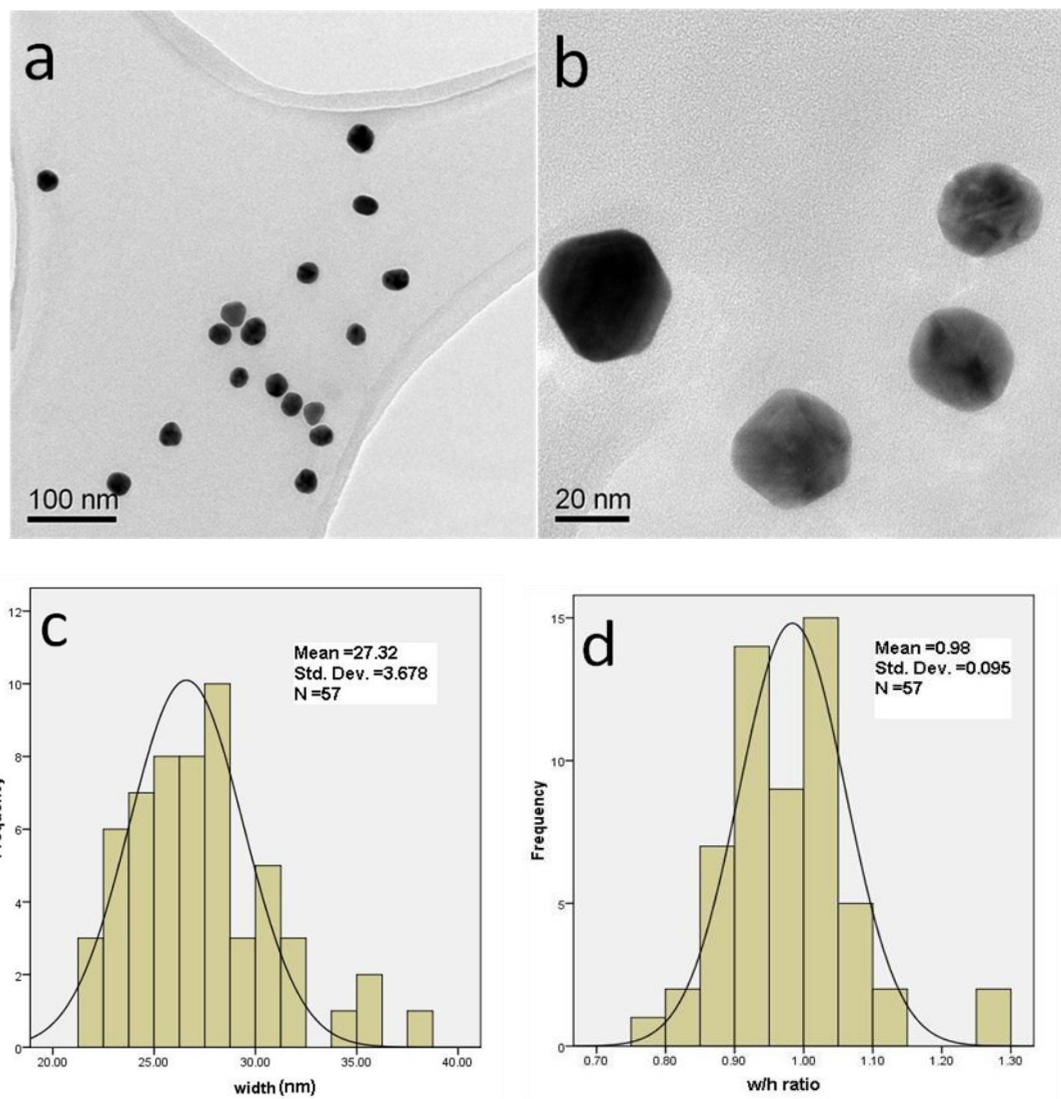 a
b
100 nm
20 nm
c
Mean =27.32
Std. Dev. =3.678
N =57
12
10
8
6
4
2
0
20.00 25.00 30.00 35.00 40.00
width (nm)
d
Mean =0.98
Std. Dev. =0.095
N =57
Frequency
15
10
5
0
0.70 0.80 0.90 1.00 1.10 1.20 1.30
w/h ratio